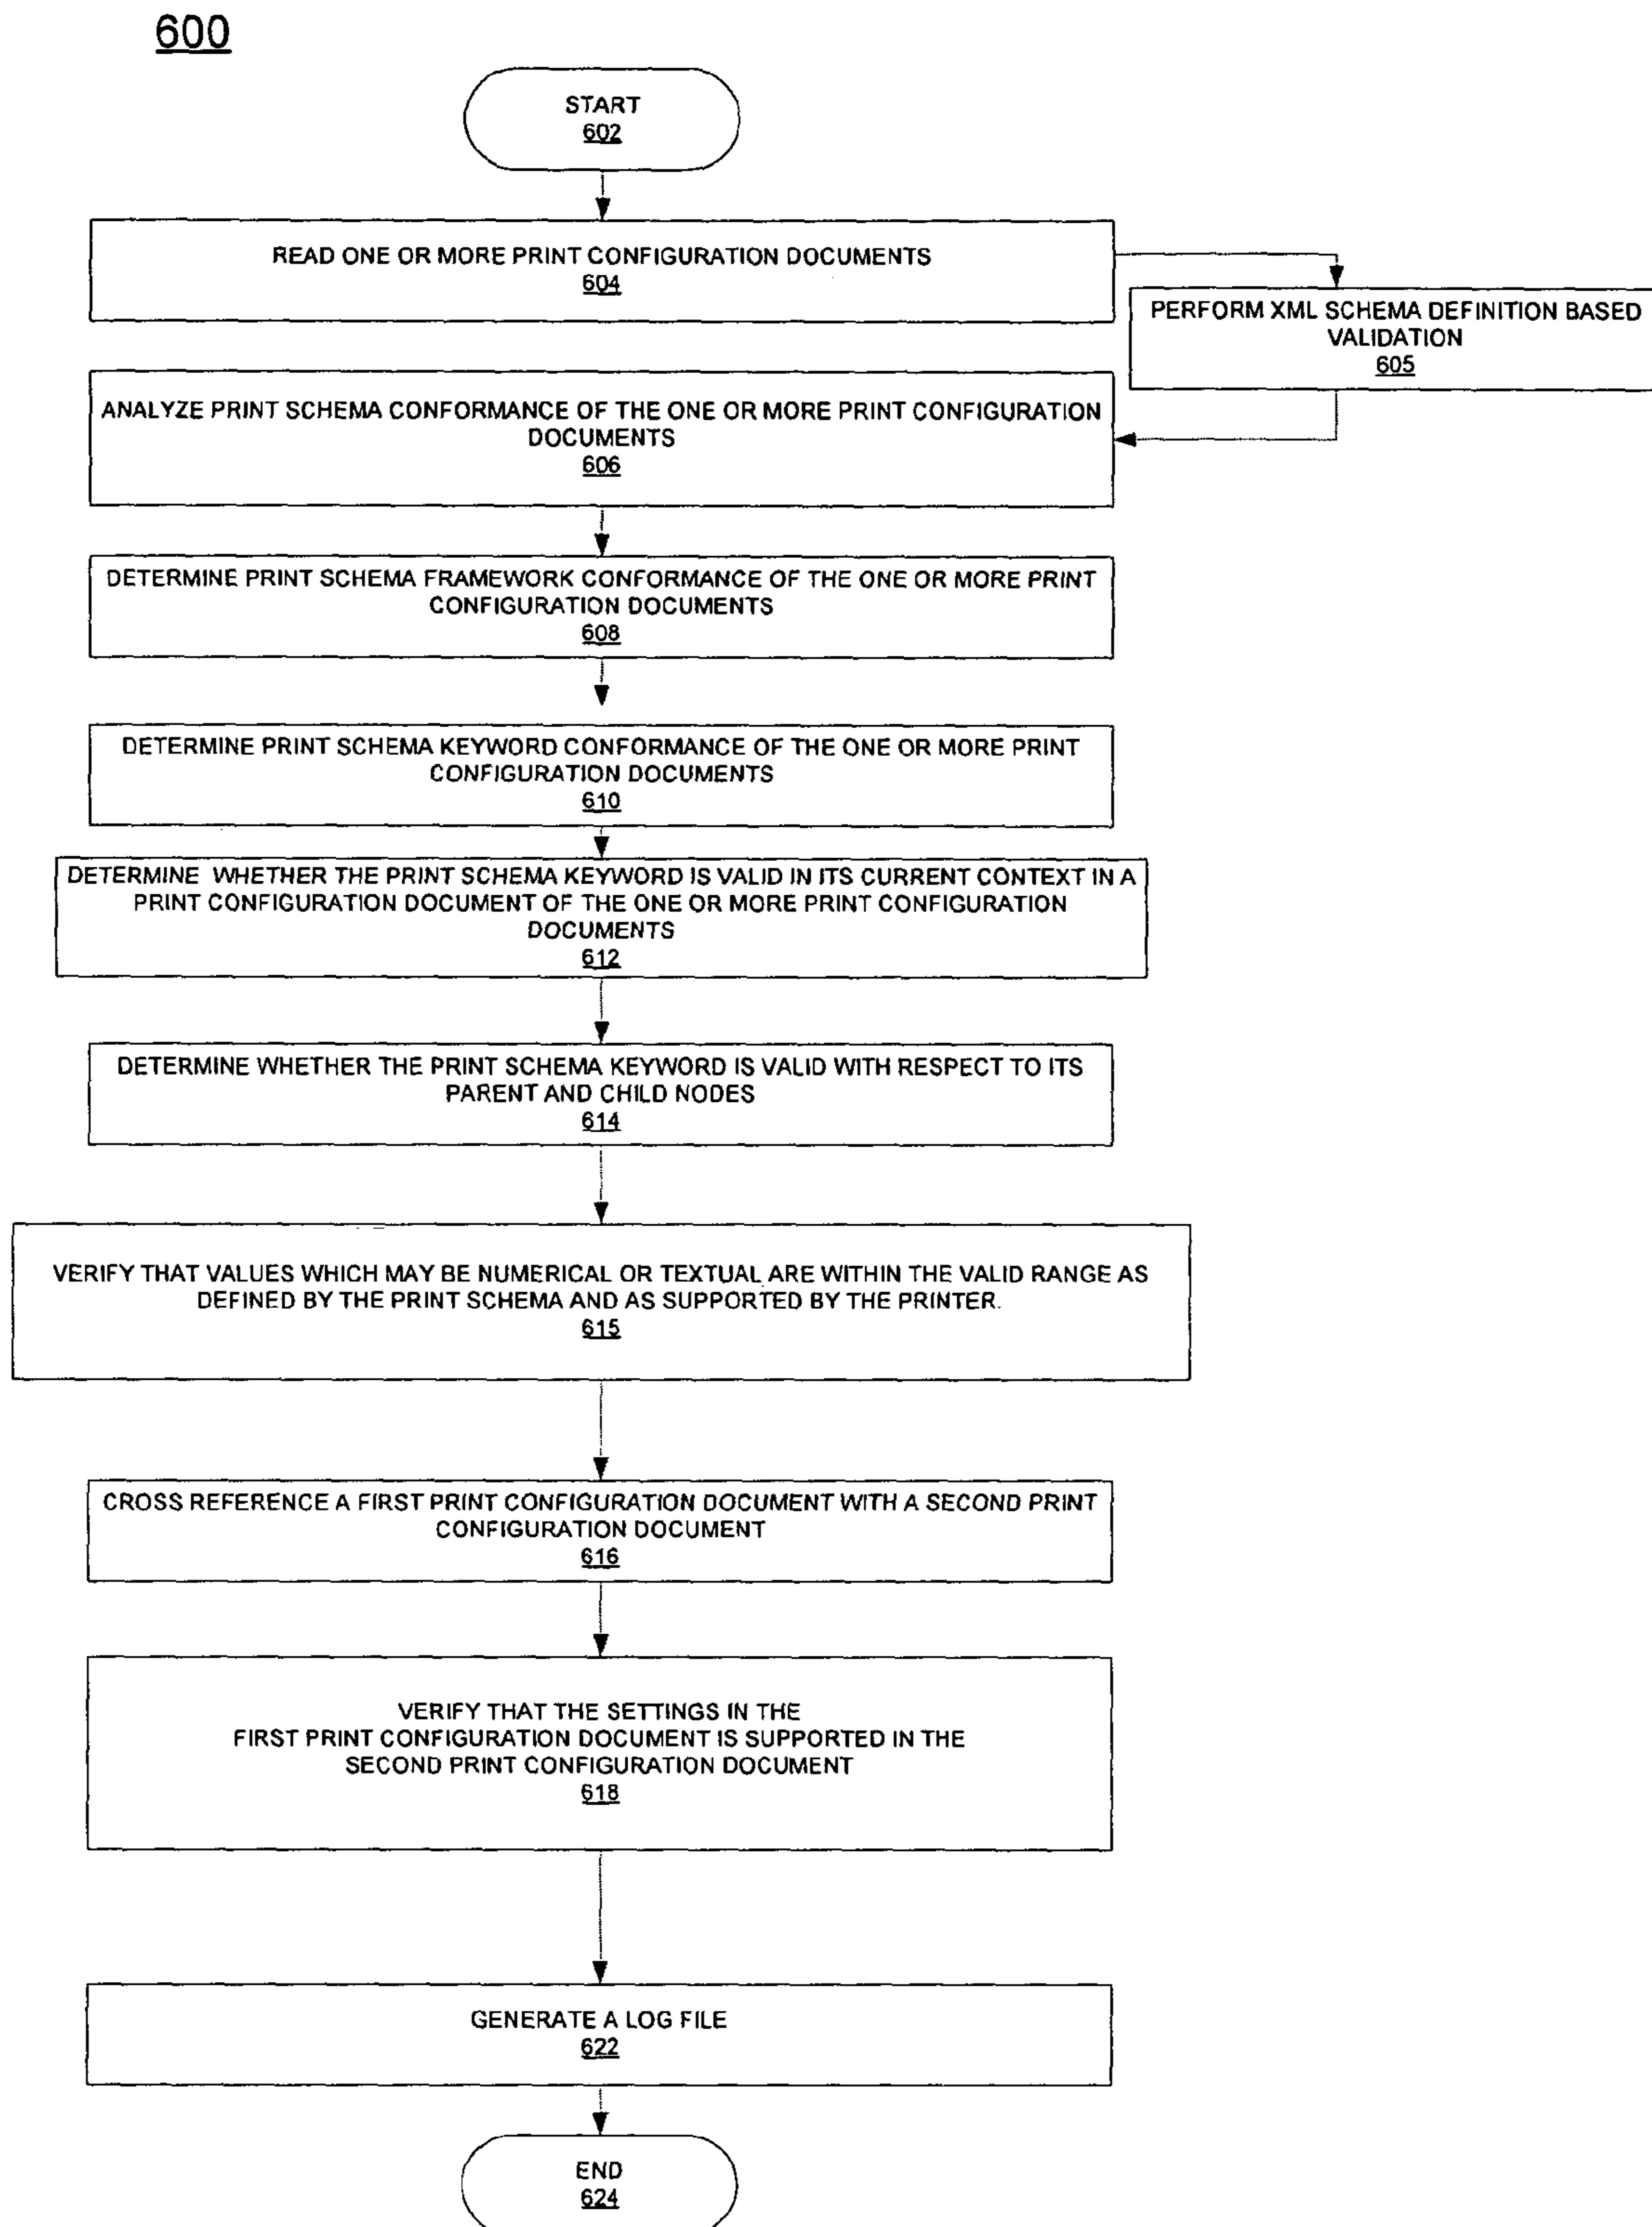 600
START
602
READ ONE OR MORE PRINT CONFIGURATION DOCUMENTS
604
PERFORM XML SCHEMA DEFINITION BASED
VALIDATION
605
ANALYZE PRINT SCHEMA CONFORMANCE OF THE ONE OR MORE PRINT CONFIGURATION
DOCUMENTS
606
DETERMINE PRINT SCHEMA FRAMEWORK CONFORMANCE OF THE ONE OR MORE PRINT
CONFIGURATION DOCUMENTS
608
DETERMINE PRINT SCHEMA KEYWORD CONFORMANCE OF THE ONE OR MORE PRINT
CONFIGURATION DOCUMENTS
610
DETERMINE WHETHER THE PRINT SCHEMA KEYWORD IS VALID IN ITS CURRENT CONTEXT IN A
PRINT CONFIGURATION DOCUMENT OF THE ONE OR MORE PRINT CONFIGURATION
DOCUMENTS
612
DETERMINE WHETHER THE PRINT SCHEMA KEYWORD IS VALID WITH RESPECT TO ITS
PARENT AND CHILD NODES
614
VERIFY THAT VALUES WHICH MAY BE NUMERICAL OR TEXTUAL ARE WITHIN THE VALID RANGE AS
DEFINED BY THE PRINT SCHEMA AND AS SUPPORTED BY THE PRINTER.
615
CROSS REFERENCE A FIRST PRINT CONFIGURATION DOCUMENT WITH A SECOND PRINT
CONFIGURATION DOCUMENT
616
VERIFY THAT THE SETTINGS IN THE
FIRST PRINT CONFIGURATION DOCUMENT IS SUPPORTED IN THE
SECOND PRINT CONFIGURATION DOCUMENT
618
GENERATE A LOG FILE
622
END
624